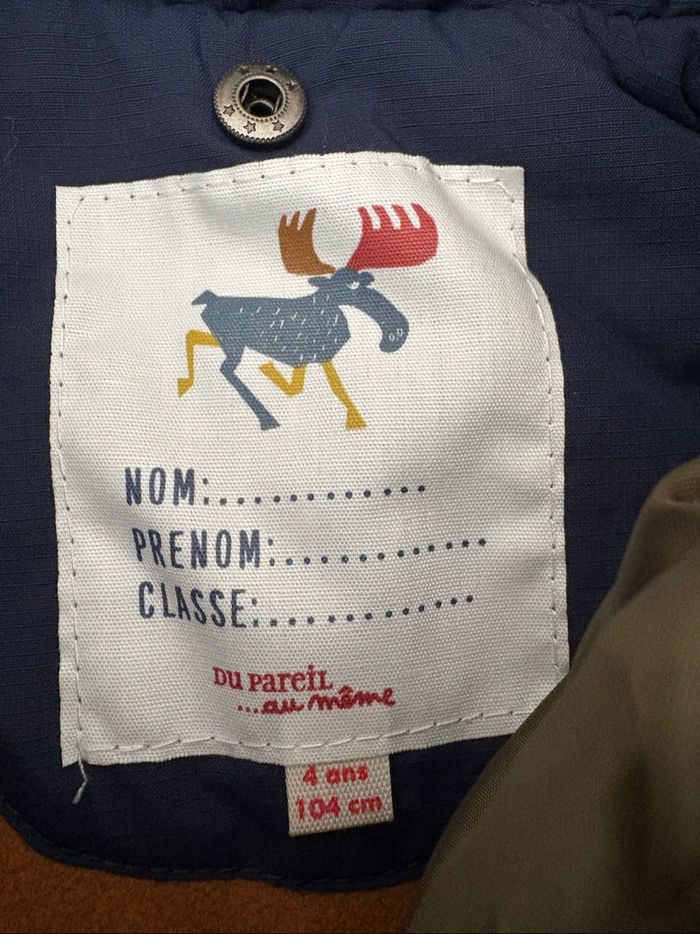 NOM:.............
PRENOM:.............
CLASSE:.............
DU PAREIL
...au même
4 ans
104 cm